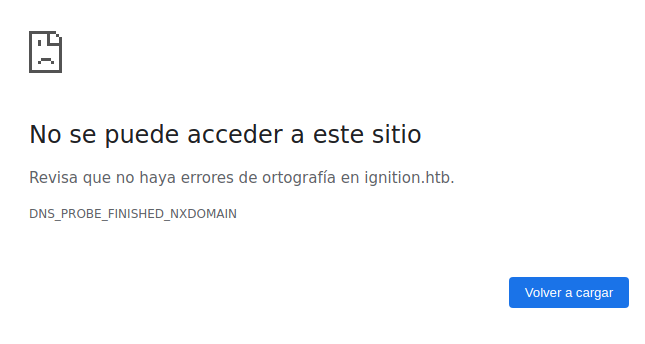 No se puede acceder a este sitio
Revisa que no haya errores de ortografía en ignition.htb.
DNS_PROBE_FINISHED_NXDOMAIN
Volver a cargar